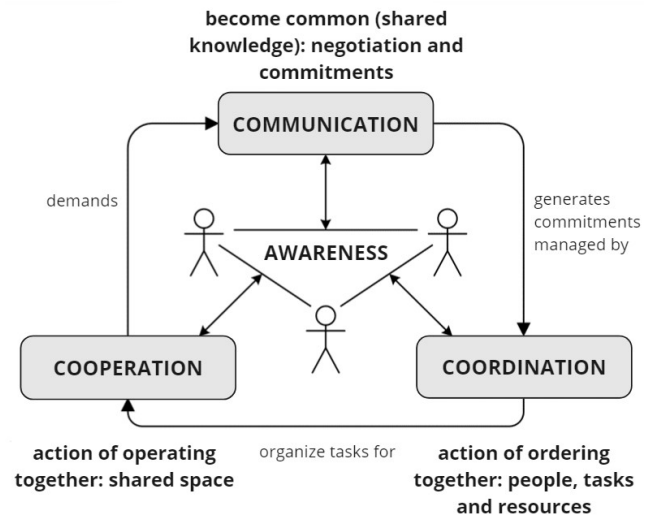 become common (shared
knowledge): negotiation and
commitments
COMMUNICATION
demands
generates
commitments
managed by
AWARENESS
COOPERATION
COORDINATION
action of operating
together: shared space
organize tasks for
action of ordering
together: people, tasks
and resources